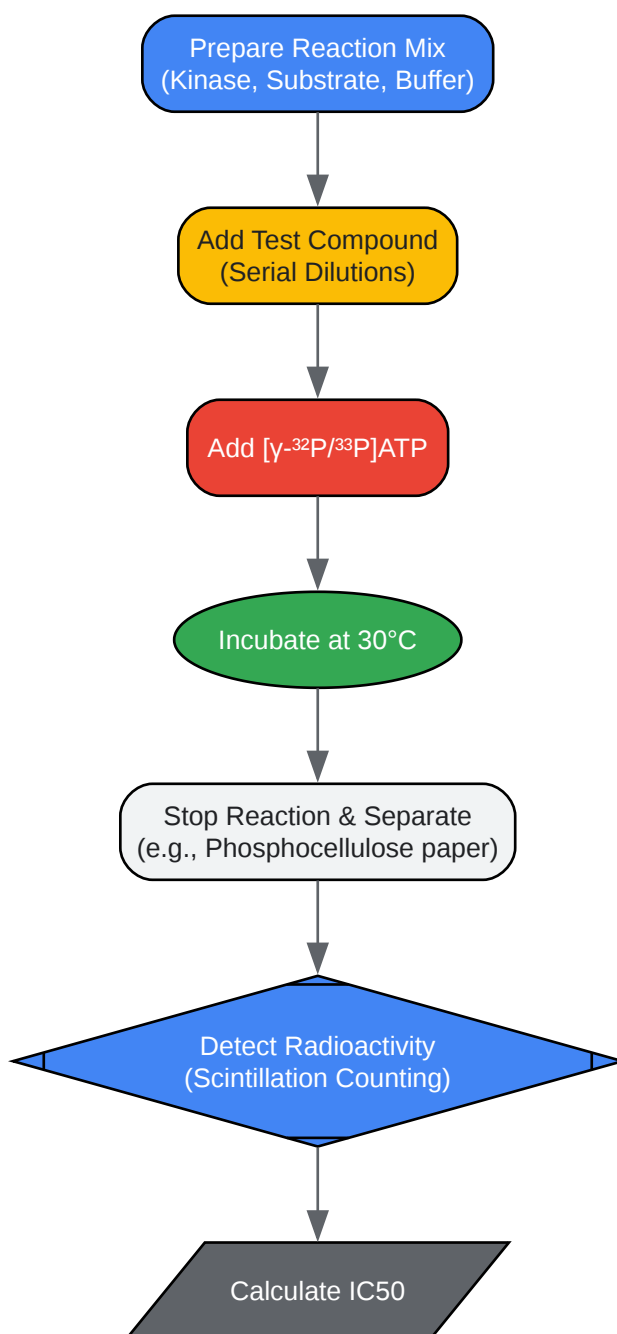 Prepare Reaction Mix
(Kinase, Substrate, Buffer)
Add Test Compound
(Serial Dilutions)
Add [γ-³²P/³³P]ATP
Incubate at 30°C
Stop Reaction & Separate
(e.g., Phosphocellulose paper)
Detect Radioactivity
(Scintillation Counting)
Calculate IC50